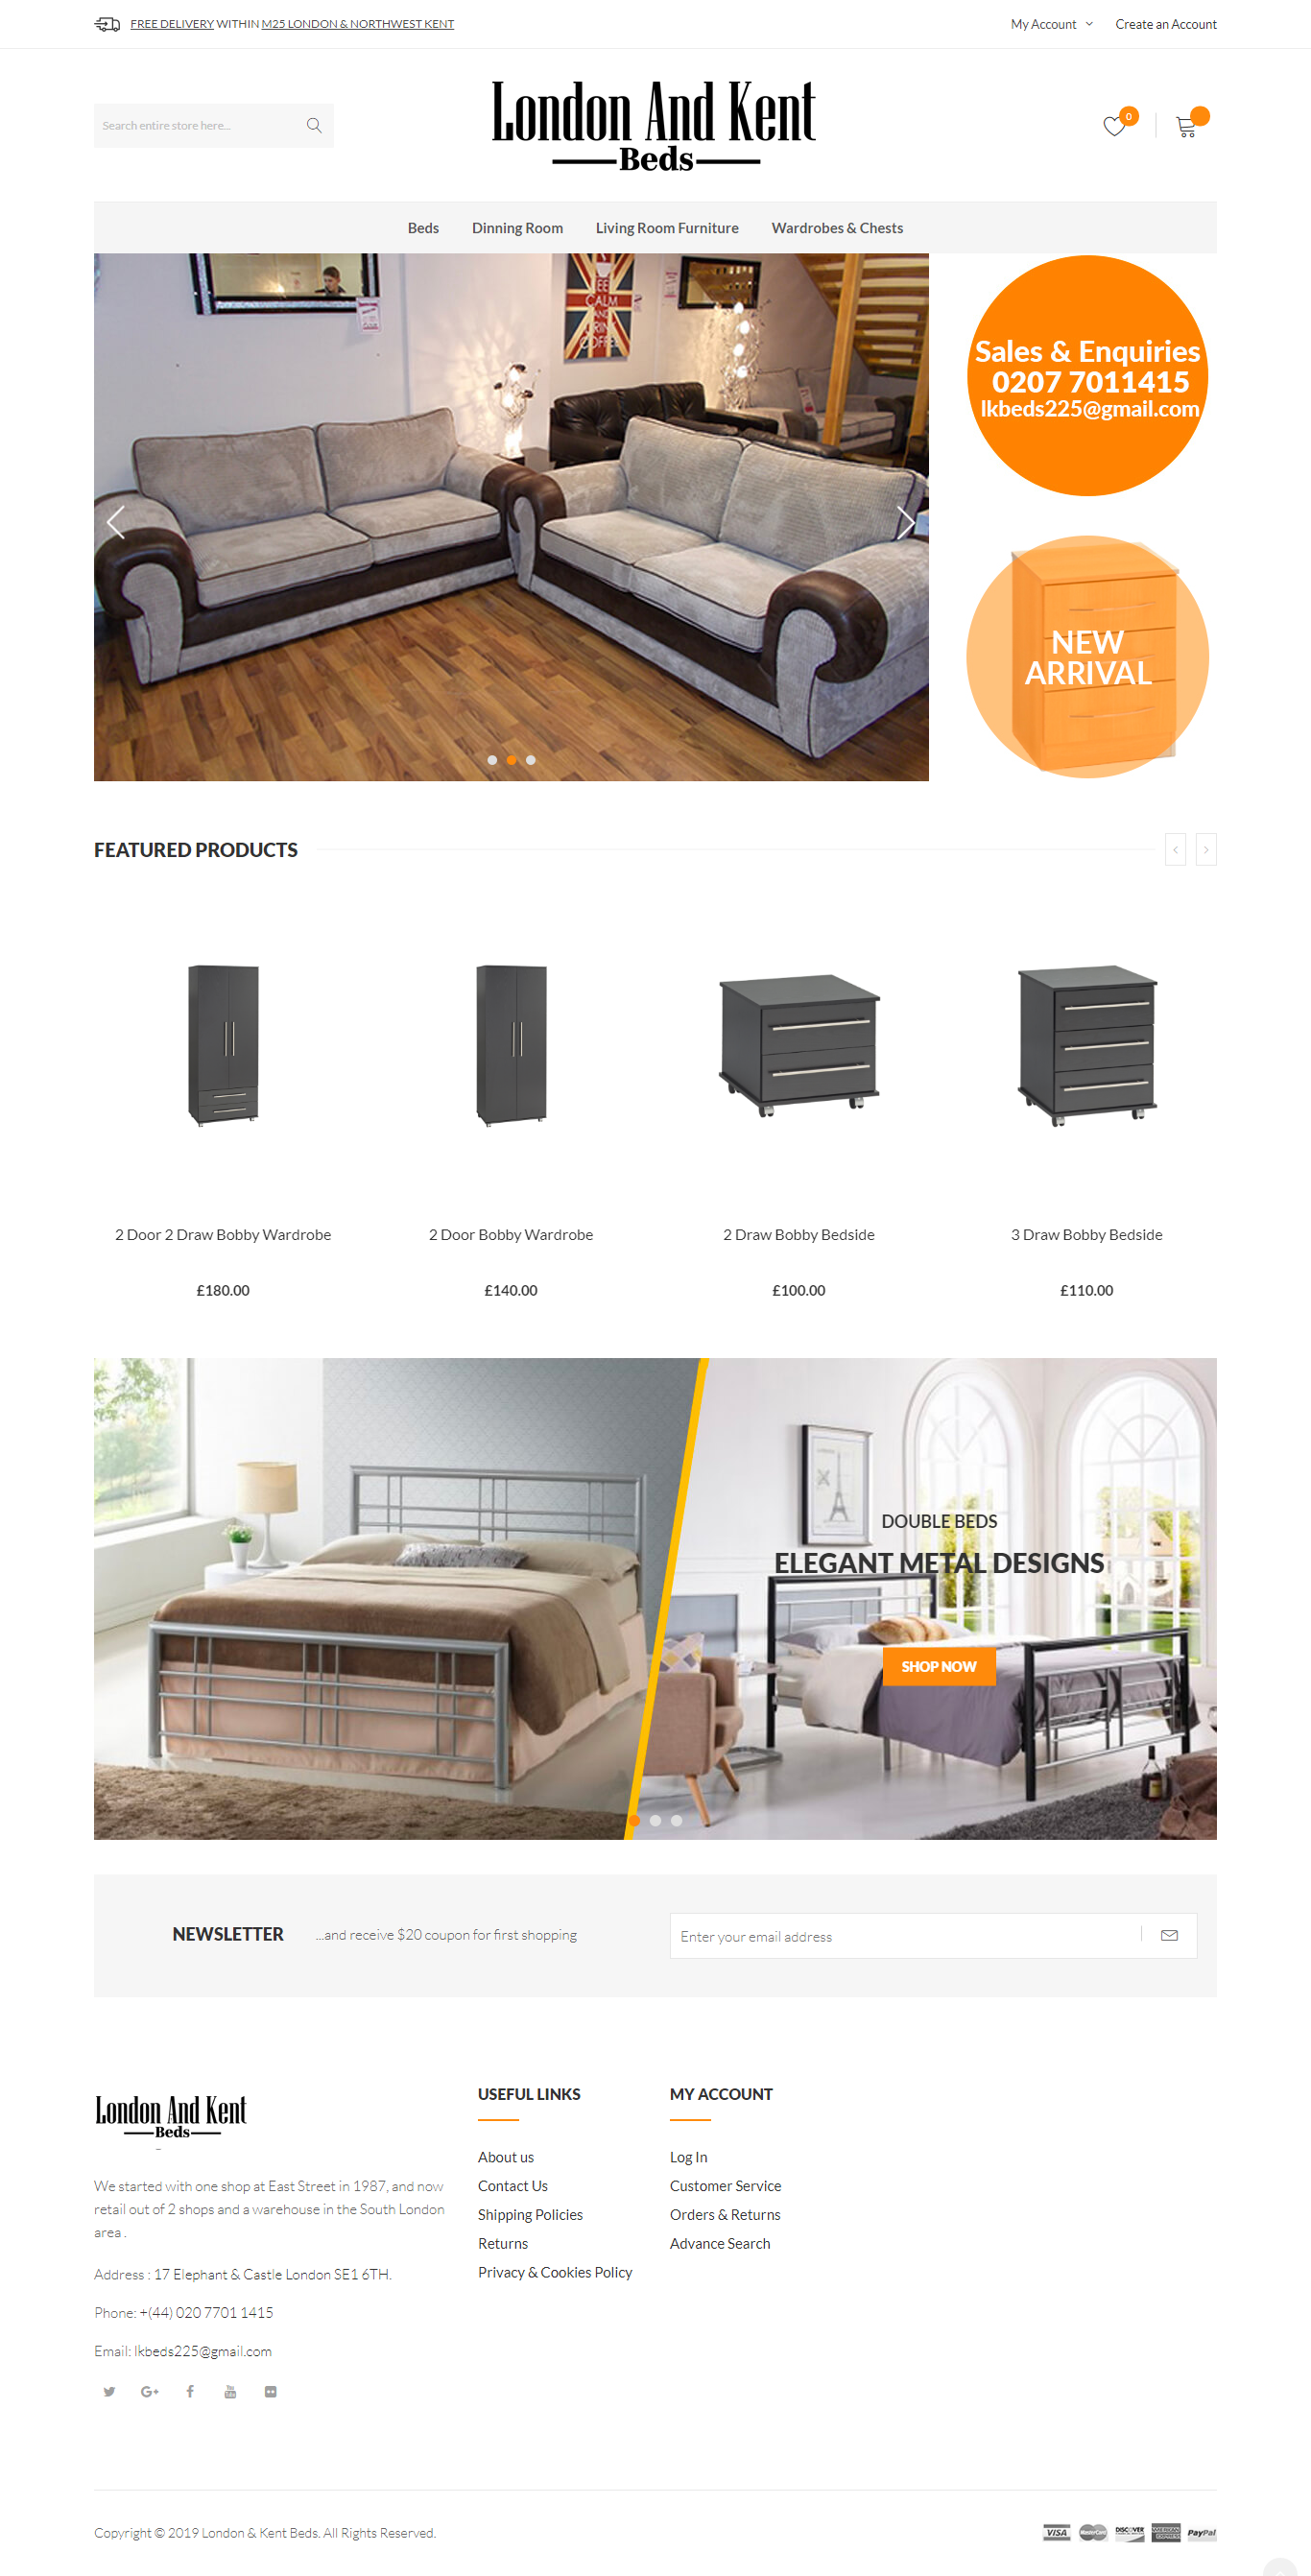 FREE DELIVERY WITHIN M25 LONDON & NORTHWEST KENT
My Account
Create an Account
Search entire store here...
London And Kent
Beds
0
Beds
Dinning Room
Living Room Furniture
Wardrobes & Chests
KEEP
CALM
AND
DRINK
COFFEE
Sales & Enquiries
0207 7011415
lkbeds225@gmail.com
NEW
ARRIVAL
FEATURED PRODUCTS
2 Door 2 Draw Bobby Wardrobe
£180.00
2 Door Bobby Wardrobe
£140.00
2 Draw Bobby Bedside
£100.00
3 Draw Bobby Bedside
£110.00
DOUBLE BEDS
ELEGANT METAL DESIGNS
SHOP NOW
NEWSLETTER
...and receive $20 coupon for first shopping
Enter your email address
London And Kent
Beds
We started with one shop at East Street in 1987, and now
retail out of 2 shops and a warehouse in the South London
area .
Address : 17 Elephant & Castle London SE1 6TH.
Phone: +(44) 020 7701 1415
Email: lkbeds225@gmail.com
USEFUL LINKS
About us
Contact Us
Shipping Policies
Returns
Privacy & Cookies Policy
MY ACCOUNT
Log In
Customer Service
Orders & Returns
Advance Search
Copyright © 2019 London & Kent Beds. All Rights Reserved.
VISA
MasterCard
DISCOVER
AMERICAN EXPRESS
PayPal